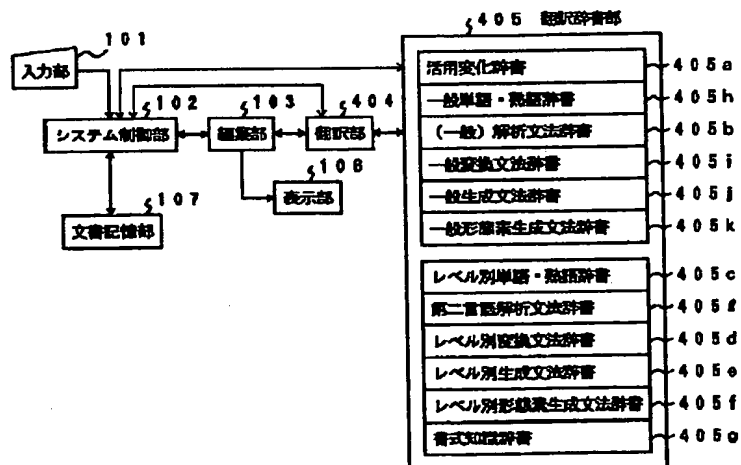 405 翻訳辞書部
101
入力部
活用変化辞書
405a
一般単語・熟語辞書
405h
102
103
404
システム制御部
編集部
翻訳部
(一般)解析文法辞書
405b
一般変換文法辞書
405i
106
表示部
一般生成文法辞書
405j
107
文書記憶部
一般形態素生成文法辞書
405k
レベル別単語・熟語辞書
405c
第二言語解析文法辞書
405ℓ
レベル別変換文法辞書
405d
レベル別生成文法辞書
405e
レベル別形態素生成文法辞書
405f
書式知識辞書
405g